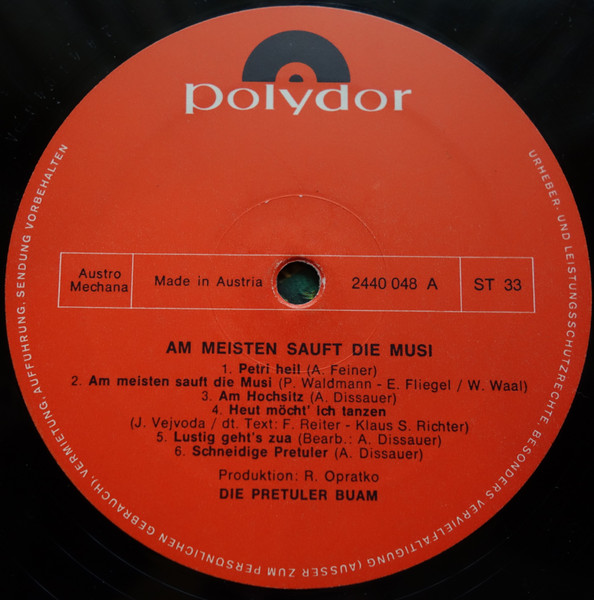 polydor
Austro
Mechana
Made in Austria
2440 048 A
ST 33
AM MEISTEN SAUFT DIE MUSI
1. Petri heil (A. Feiner)
2. Am meisten sauft die Musi (P. Waldmann - E. Fliegel / W. Waal)
3. Am Hochsitz (A. Dissauer)
4. Heut möcht' ich tanzen
(J. Vejvoda / dt. Text: F. Reiter - Klaus S. Richter)
5. Lustig geht's zua (Bearb.: A. Dissauer)
6. Schneidige Pretuler (A. Dissauer)
Produktion: R. Opratko
DIE PRETULER BUAM
URHEBER- UND LEISTUNGSSCHUTZRECHTE, BESONDERS VERVIELFÄLTIGUNG (AUSSER ZUM PERSÖNLICHEN GEBRAUCH), VERMIETUNG, AUFFÜHRUNG, SENDUNG VORBEHALTEN